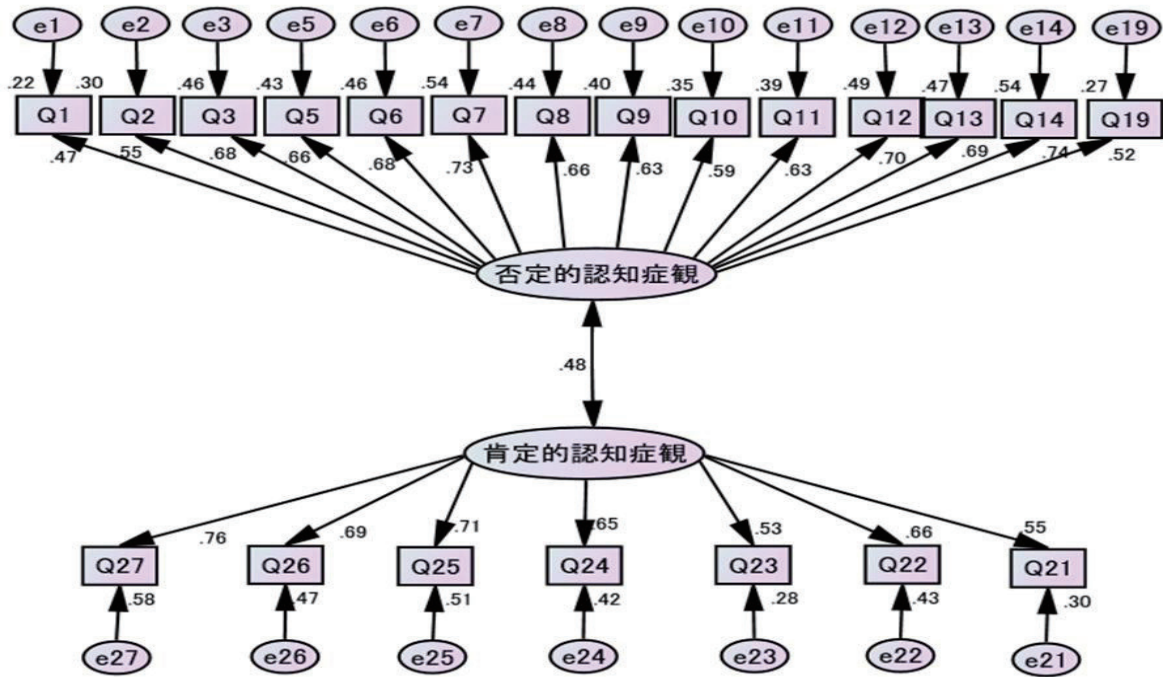 e1 e2 e3 e5 e6 e7 e8 e9 e10 e11 e12 e13 e14 e19
.22 .30 .46 .43 .46 .54 .44 .40 .35 .39 .49 .47 .54 .27
Q1 Q2 Q3 Q5 Q6 Q7 Q8 Q9 Q10 Q11 Q12 Q13 Q14 Q19
.47 .55 .68 .66 .68 .73 .66 .63 .59 .63 .70 .69 .74 .52
否定的認知症観
.48
肯定的認知症観
.76 .69 .71 .65 .53 .66 .55
Q27 Q26 Q25 Q24 Q23 Q22 Q21
.58 .47 .51 .42 .28 .43 .30
e27 e26 e25 e24 e23 e22 e21